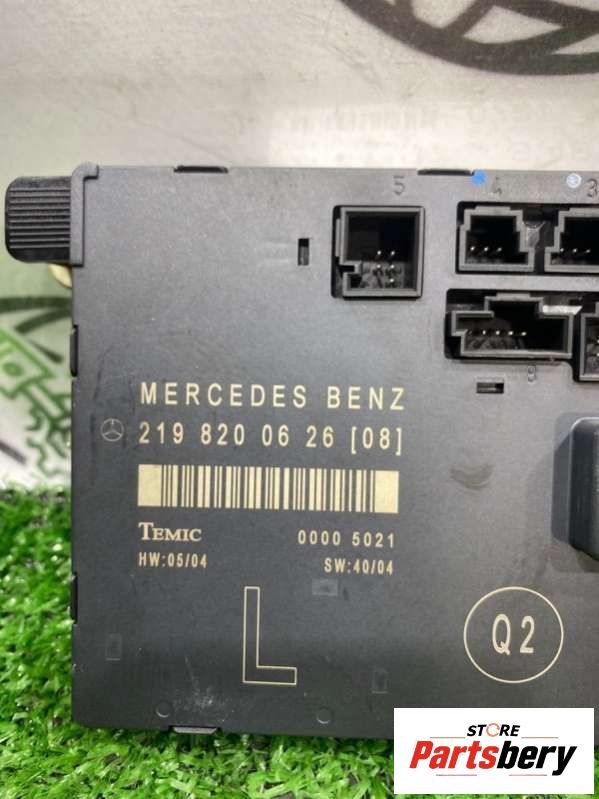 5 4 3
8
MERCEDES BENZ
219 820 06 26 [08]
TEMIC 0000 5021
HW:05/04 SW:40/04
L
Q2
STORE
Partsbery